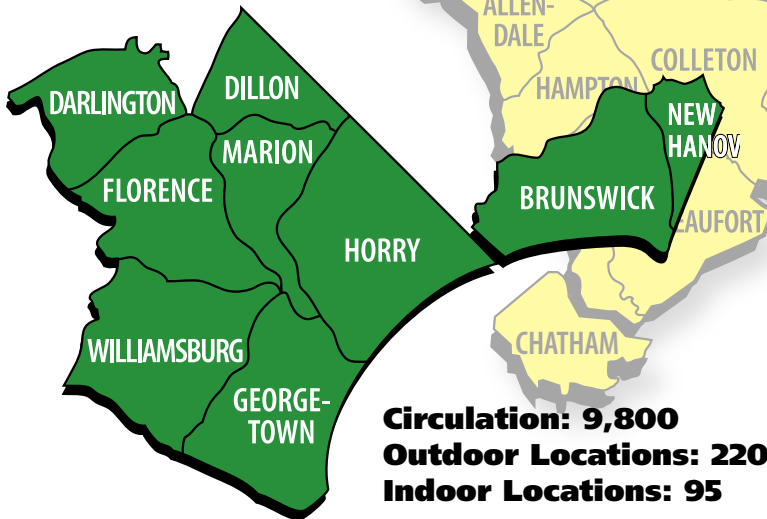 ALLEN-
DALE
COLLETON
HAMPTON
DARLINGTON
DILLON
NEW
HANOV
MARION
FLORENCE
BRUNSWICK
EAUFORT
HORRY
CHATHAM
WILLIAMSBURG
GEORGE-
TOWN
Circulation: 9,800
Outdoor Locations: 220
Indoor Locations: 95